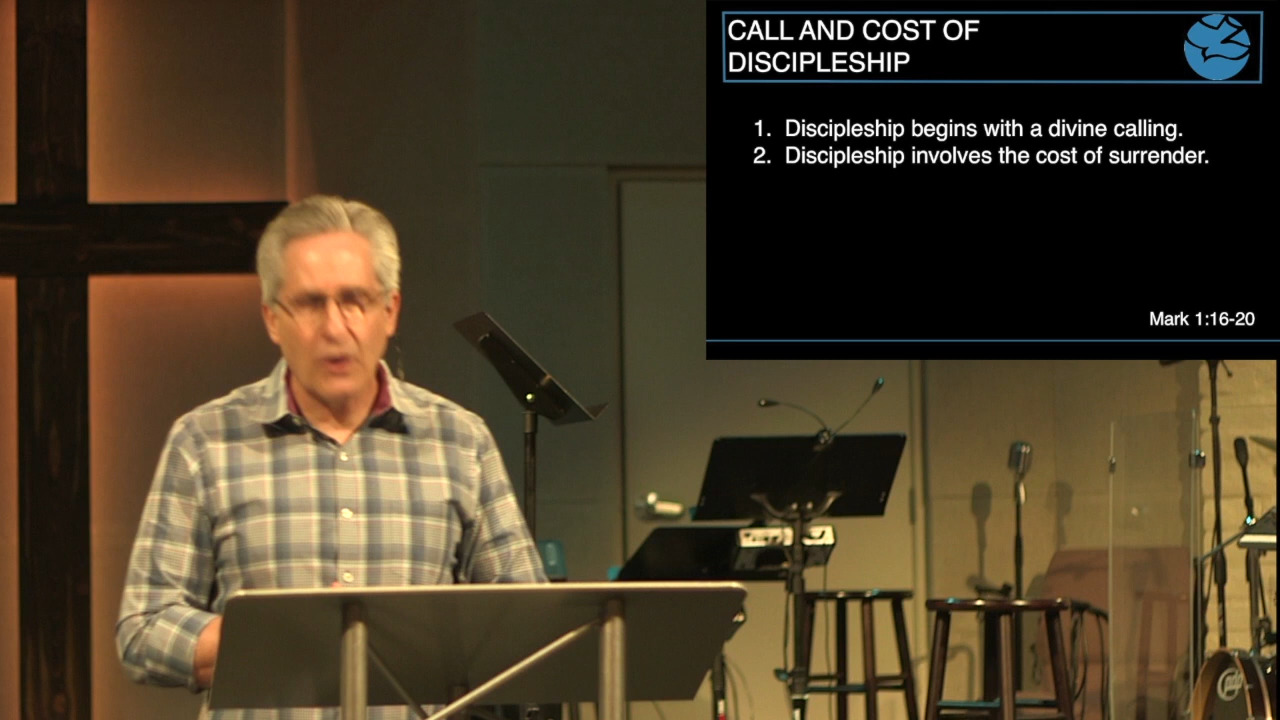 CALL AND COST OF
DISCIPLESHIP
1. Discipleship begins with a divine calling.
2. Discipleship involves the cost of surrender.
Mark 1:16-20
pdp